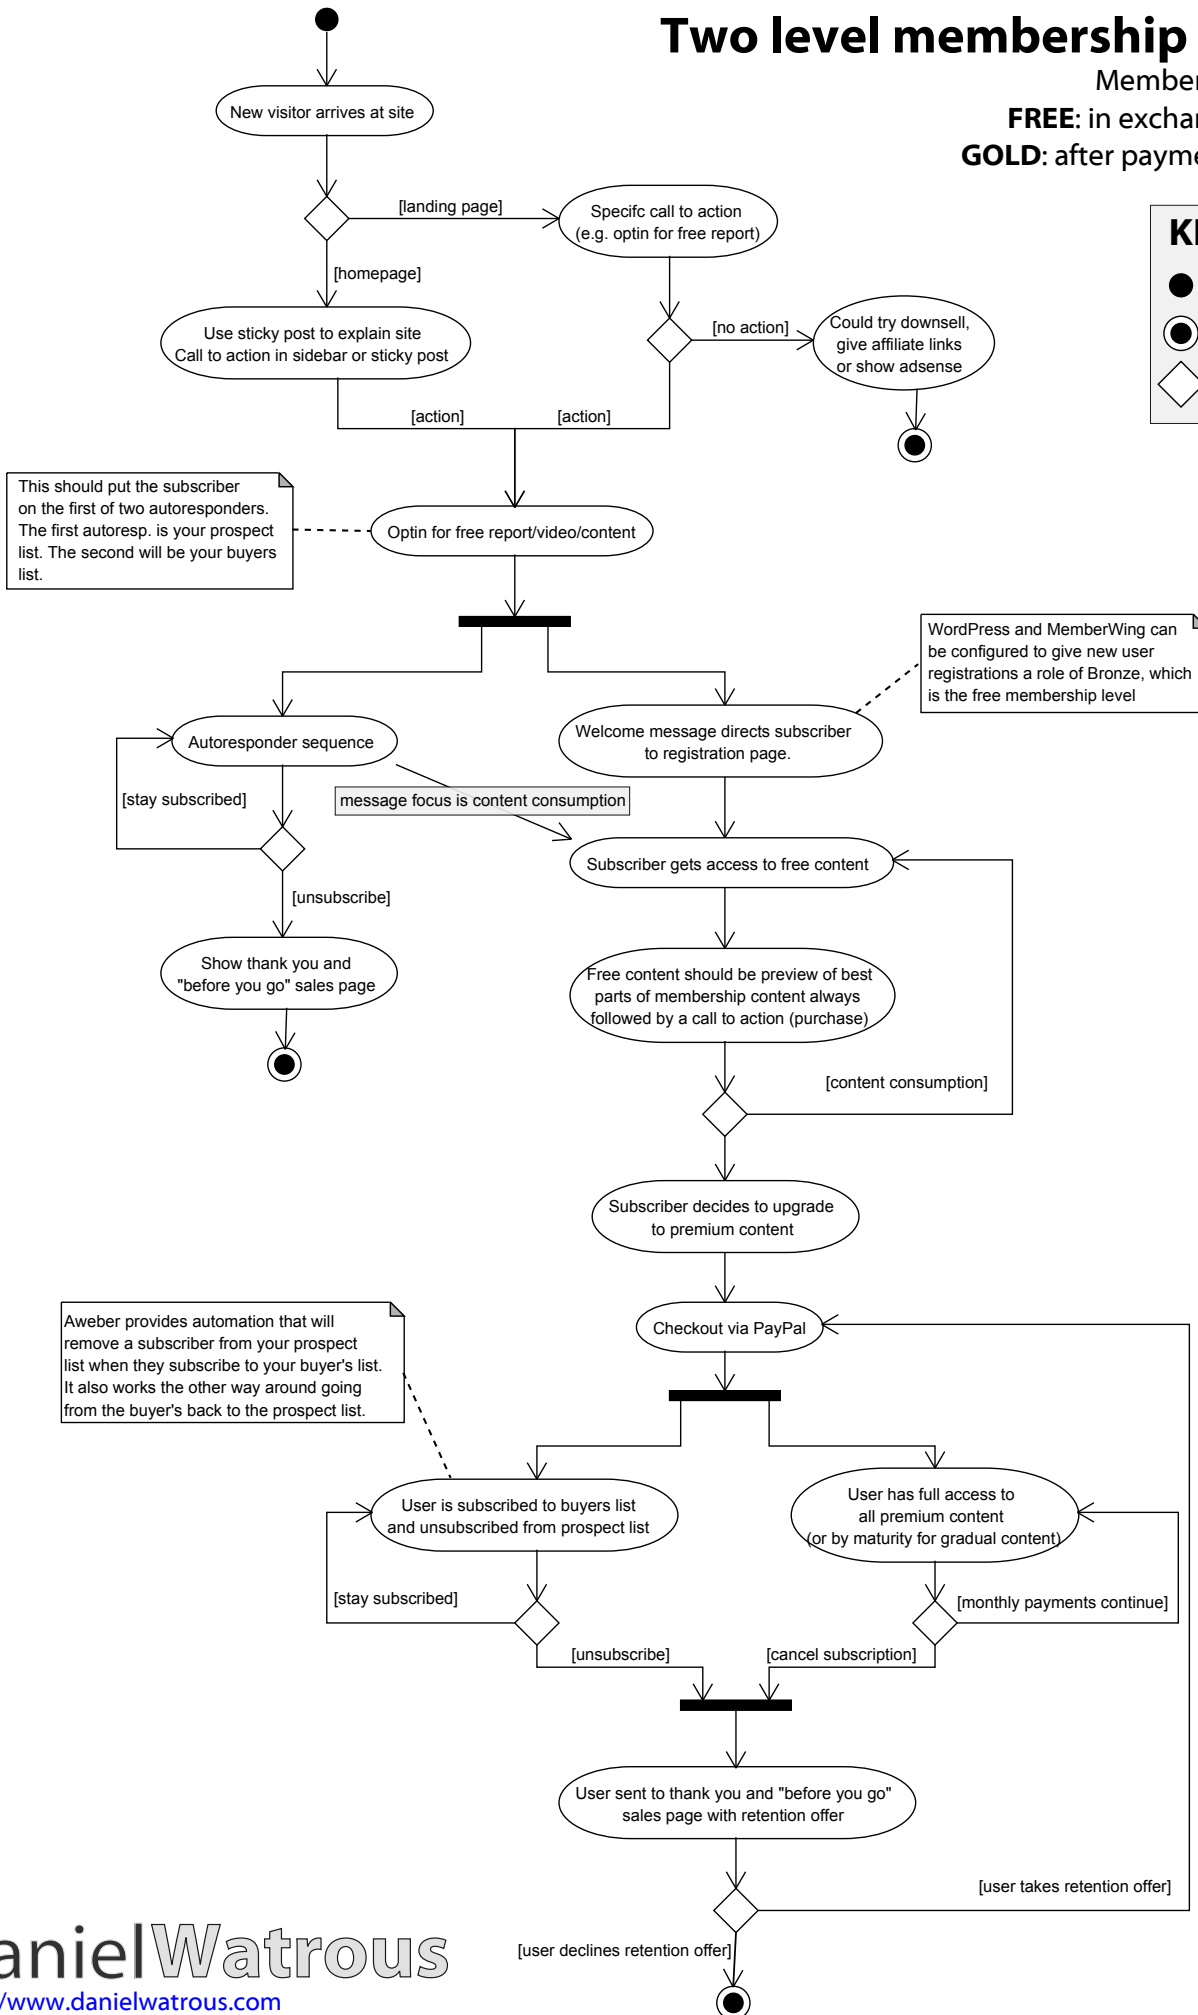 Two level membership
Member
FREE: in exchan
GOLD: after payme
New visitor arrives at site
[landing page]
Specifc call to action
(e.g. optin for free report)
[homepage]
Use sticky post to explain site
Call to action in sidebar or sticky post
[no action]
Could try downsell,
give affiliate links
or show adsense
[action]
[action]
This should put the subscriber
on the first of two autoresponders.
The first autoresp. is your prospect
list. The second will be your buyers
list.
Optin for free report/video/content
WordPress and MemberWing can
be configured to give new user
registrations a role of Bronze, which
is the free membership level
Autoresponder sequence
Welcome message directs subscriber
to registration page.
[stay subscribed]
message focus is content consumption
Subscriber gets access to free content
[unsubscribe]
Show thank you and
"before you go" sales page
Free content should be preview of best
parts of membership content always
followed by a call to action (purchase)
[content consumption]
Subscriber decides to upgrade
to premium content
Checkout via PayPal
Aweber provides automation that will
remove a subscriber from your prospect
list when they subscribe to your buyer's list.
It also works the other way around going
from the buyer's back to the prospect list.
User is subscribed to buyers list
and unsubscribed from prospect list
User has full access to
all premium content
(or by maturity for gradual content)
[stay subscribed]
[monthly payments continue]
[unsubscribe]
[cancel subscription]
User sent to thank you and "before you go"
sales page with retention offer
[user takes retention offer]
[user declines retention offer]
anielWatrous
/www.danielwatrous.com